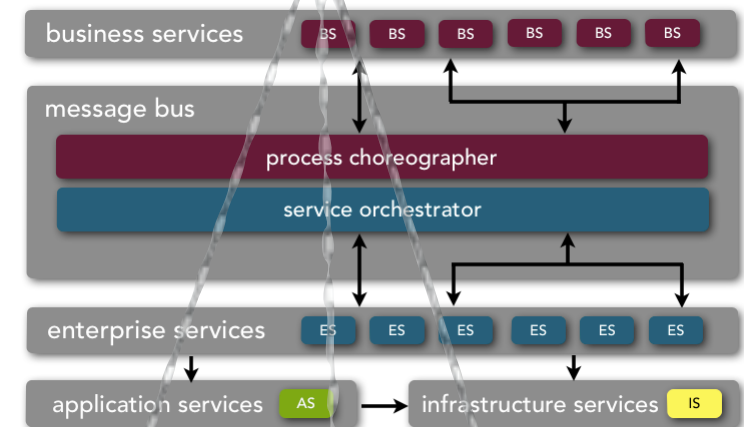 business services BS BS BS BS BS BS
message bus
process choreographer
service orchestrator
enterprise services ES ES ES ES ES ES
application services AS infrastructure services IS